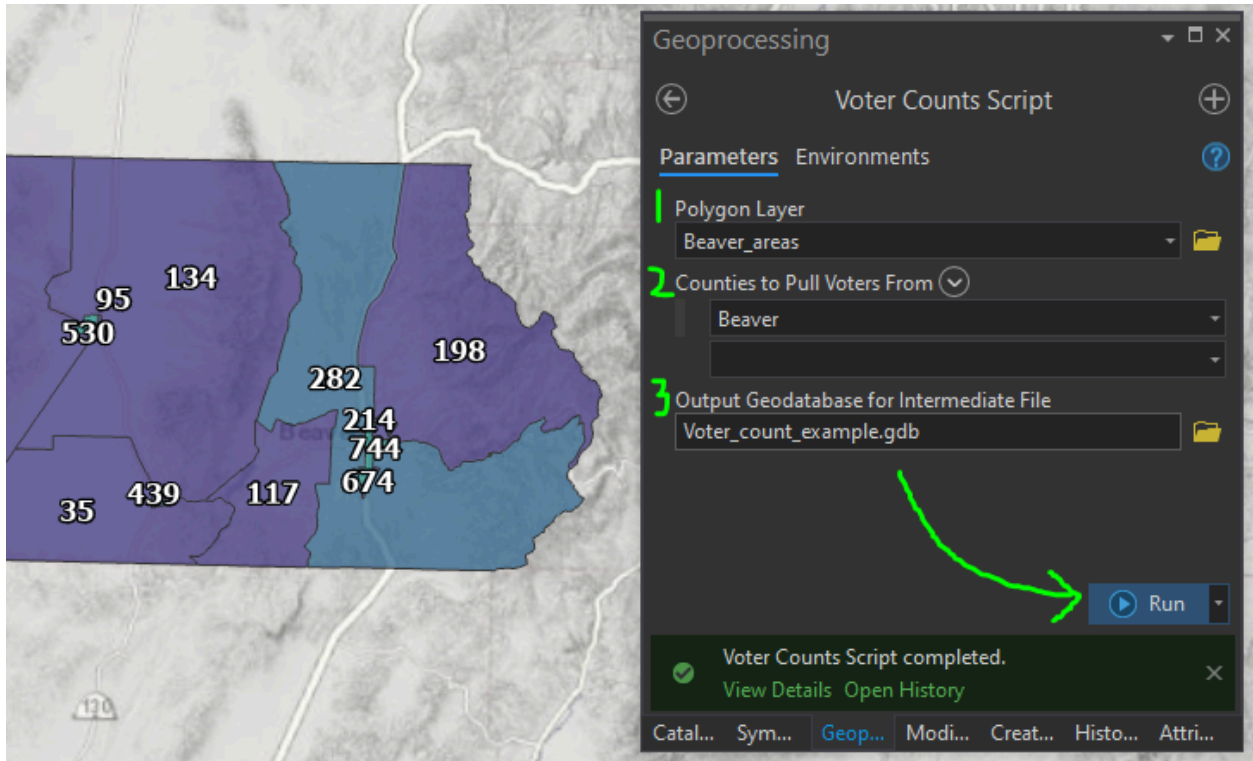 Geoprocessing
Voter Counts Script
Parameters Environments
1 Polygon Layer
Beaver_areas
2 Counties to Pull Voters From
Beaver
3 Output Geodatabase for Intermediate File
Voter_count_example.gdb
Run
Voter Counts Script completed.
View Details Open History
Catal... Sym... Geop... Modi... Creat... Histo... Attri...
134
95
530
198
282
214
Beav
744
674
439
117
35
130